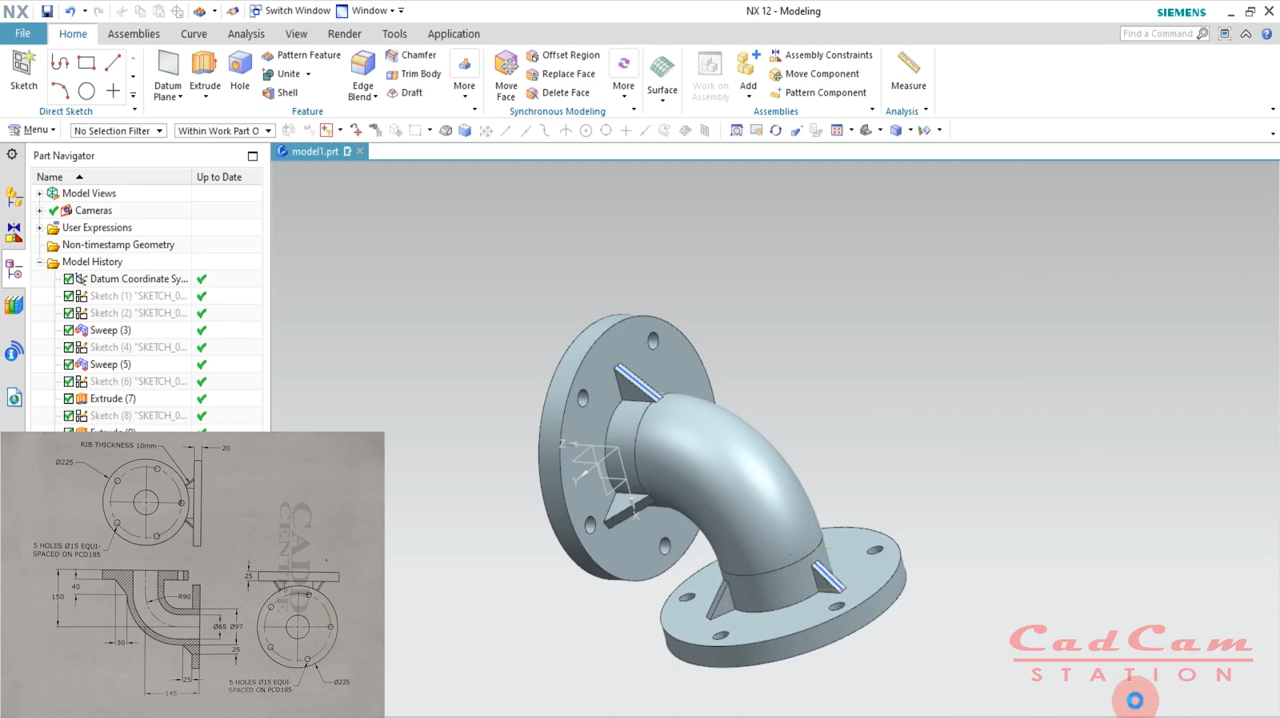 NX
Switch Window
Window
NX 12 - Modeling
SIEMENS
File
Home
Assemblies
Curve
Analysis
View
Render
Tools
Application
Find a Command
Sketch
Direct Sketch
Datum Plane
Extrude
Hole
Pattern Feature
Unite
Shell
Edge Blend
Chamfer
Trim Body
Draft
More
Feature
Move Face
Offset Region
Replace Face
Delete Face
More
Synchronous Modeling
Surface
Work on Assembly
Add
Assembly Constraints
Move Component
Pattern Component
Assemblies
Measure
Analysis
Menu
No Selection Filter
Within Work Part O
Part Navigator
model1.prt
Name
Up to Date
Model Views
Cameras
User Expressions
Non-timestamp Geometry
Model History
Datum Coordinate Sy...
Sketch (1) "SKETCH_0...
Sketch (2) "SKETCH_0...
Sweep (3)
Sketch (4) "SKETCH_0...
Sweep (5)
Sketch (6) "SKETCH_0...
Extrude (7)
Sketch (8) "SKETCH_0...
Z
Y
X
RIB THICKNESS 10mm
20
Ø225
5 HOLES Ø15 EQUI-
SPACED ON PCD185
CAD
CENTRE
40
150
R90
Ø65 Ø97
30
25
25
145
25
5 HOLES Ø15 EQUI-
SPACED ON PCD185
Ø225
CadCam
STATION